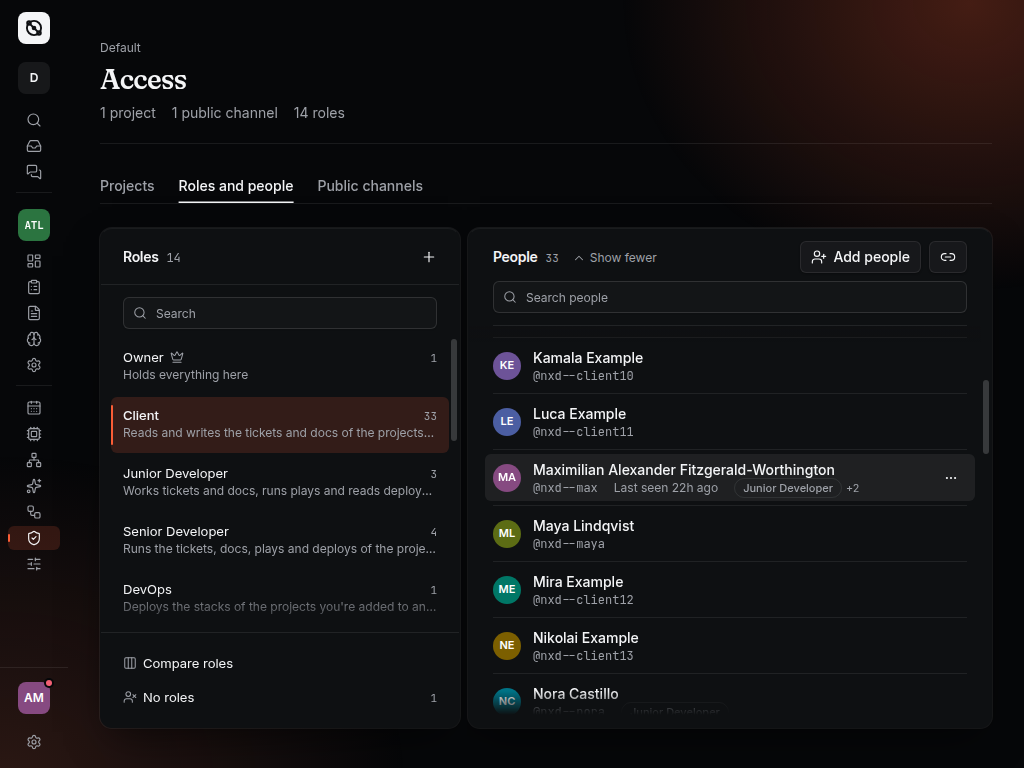 D
ATL
AM
Default
Access
1 project 1 public channel 14 roles
Projects Roles and people Public channels
Roles 14
Search
Owner 1
Holds everything here
Client 33
Reads and writes the tickets and docs of the projects...
Junior Developer 3
Works tickets and docs, runs plays and reads deploy...
Senior Developer 4
Runs the tickets, docs, plays and deploys of the proje...
DevOps 1
Deploys the stacks of the projects you're added to an...
Compare roles
No roles 1
People 33 Show fewer Add people
Search people
KE Kamala Example
@nxd--client10
LE Luca Example
@nxd--client11
MA Maximilian Alexander Fitzgerald-Worthington
@nxd--max Last seen 22h ago Junior Developer +2
ML Maya Lindqvist
@nxd--maya
ME Mira Example
@nxd--client12
NE Nikolai Example
@nxd--client13
NC Nora Castillo
@nxd--nora Junior Developer